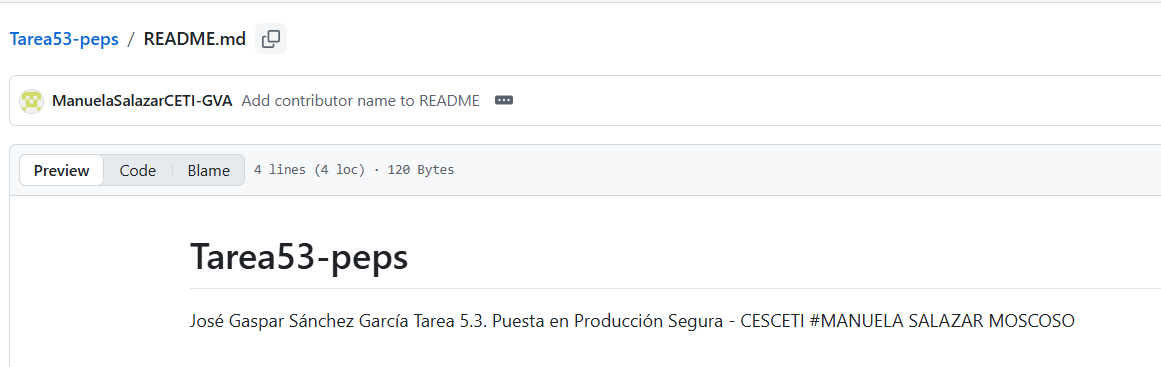 Tarea53-peps / README.md
ManuelaSalazarCETI-GVA Add contributor name to README
Preview Code Blame 4 lines (4 loc) · 120 Bytes
Tarea53-peps
José Gaspar Sánchez García Tarea 5.3. Puesta en Producción Segura - CESCETI #MANUELA SALAZAR MOSCOSO